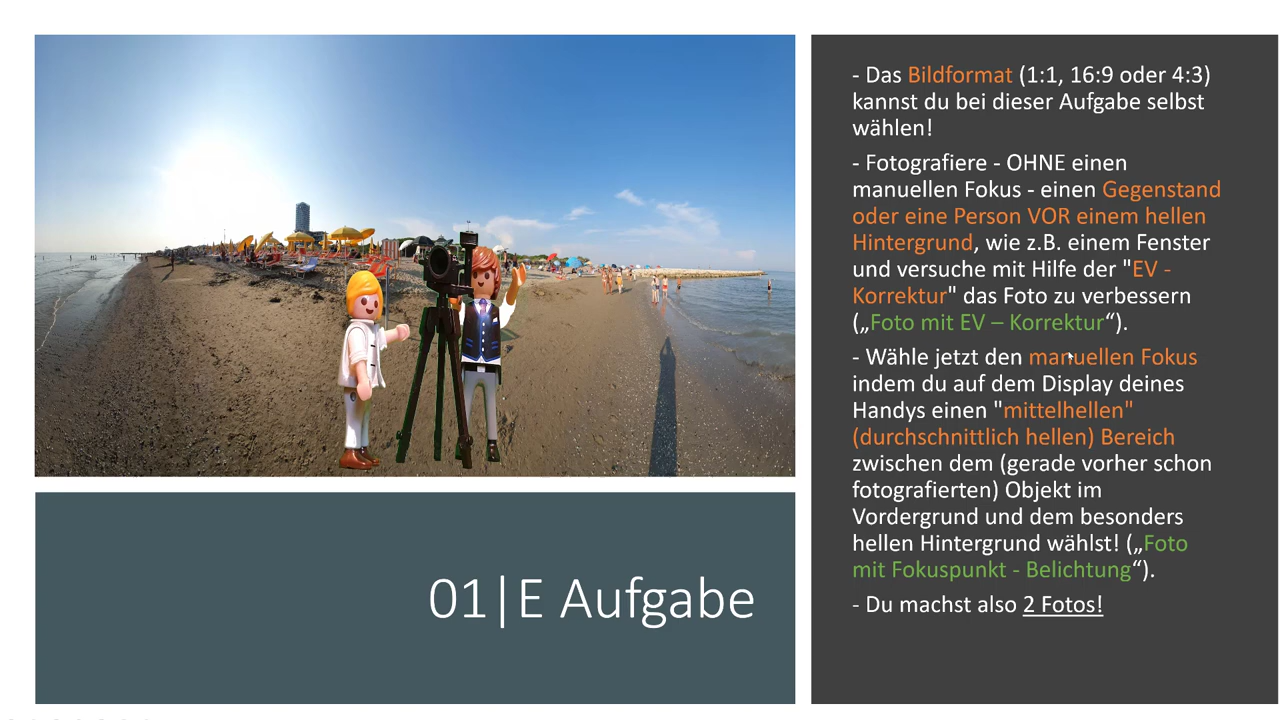 - Das Bildformat (1:1, 16:9 oder 4:3)
kannst du bei dieser Aufgabe selbst
wählen!
- Fotografiere - OHNE einen
manuellen Fokus - einen Gegenstand
oder eine Person VOR einem hellen
Hintergrund, wie z.B. einem Fenster
und versuche mit Hilfe der "EV -
Korrektur" das Foto zu verbessern
(„Foto mit EV – Korrektur“).
- Wähle jetzt den manuellen Fokus
indem du auf dem Display deines
Handys einen "mittelhellen"
(durchschnittlich hellen) Bereich
zwischen dem (gerade vorher schon
fotografierten) Objekt im
Vordergrund und dem besonders
hellen Hintergrund wählst! („Foto
mit Fokuspunkt - Belichtung“).
- Du machst also 2 Fotos!
01|E Aufgabe